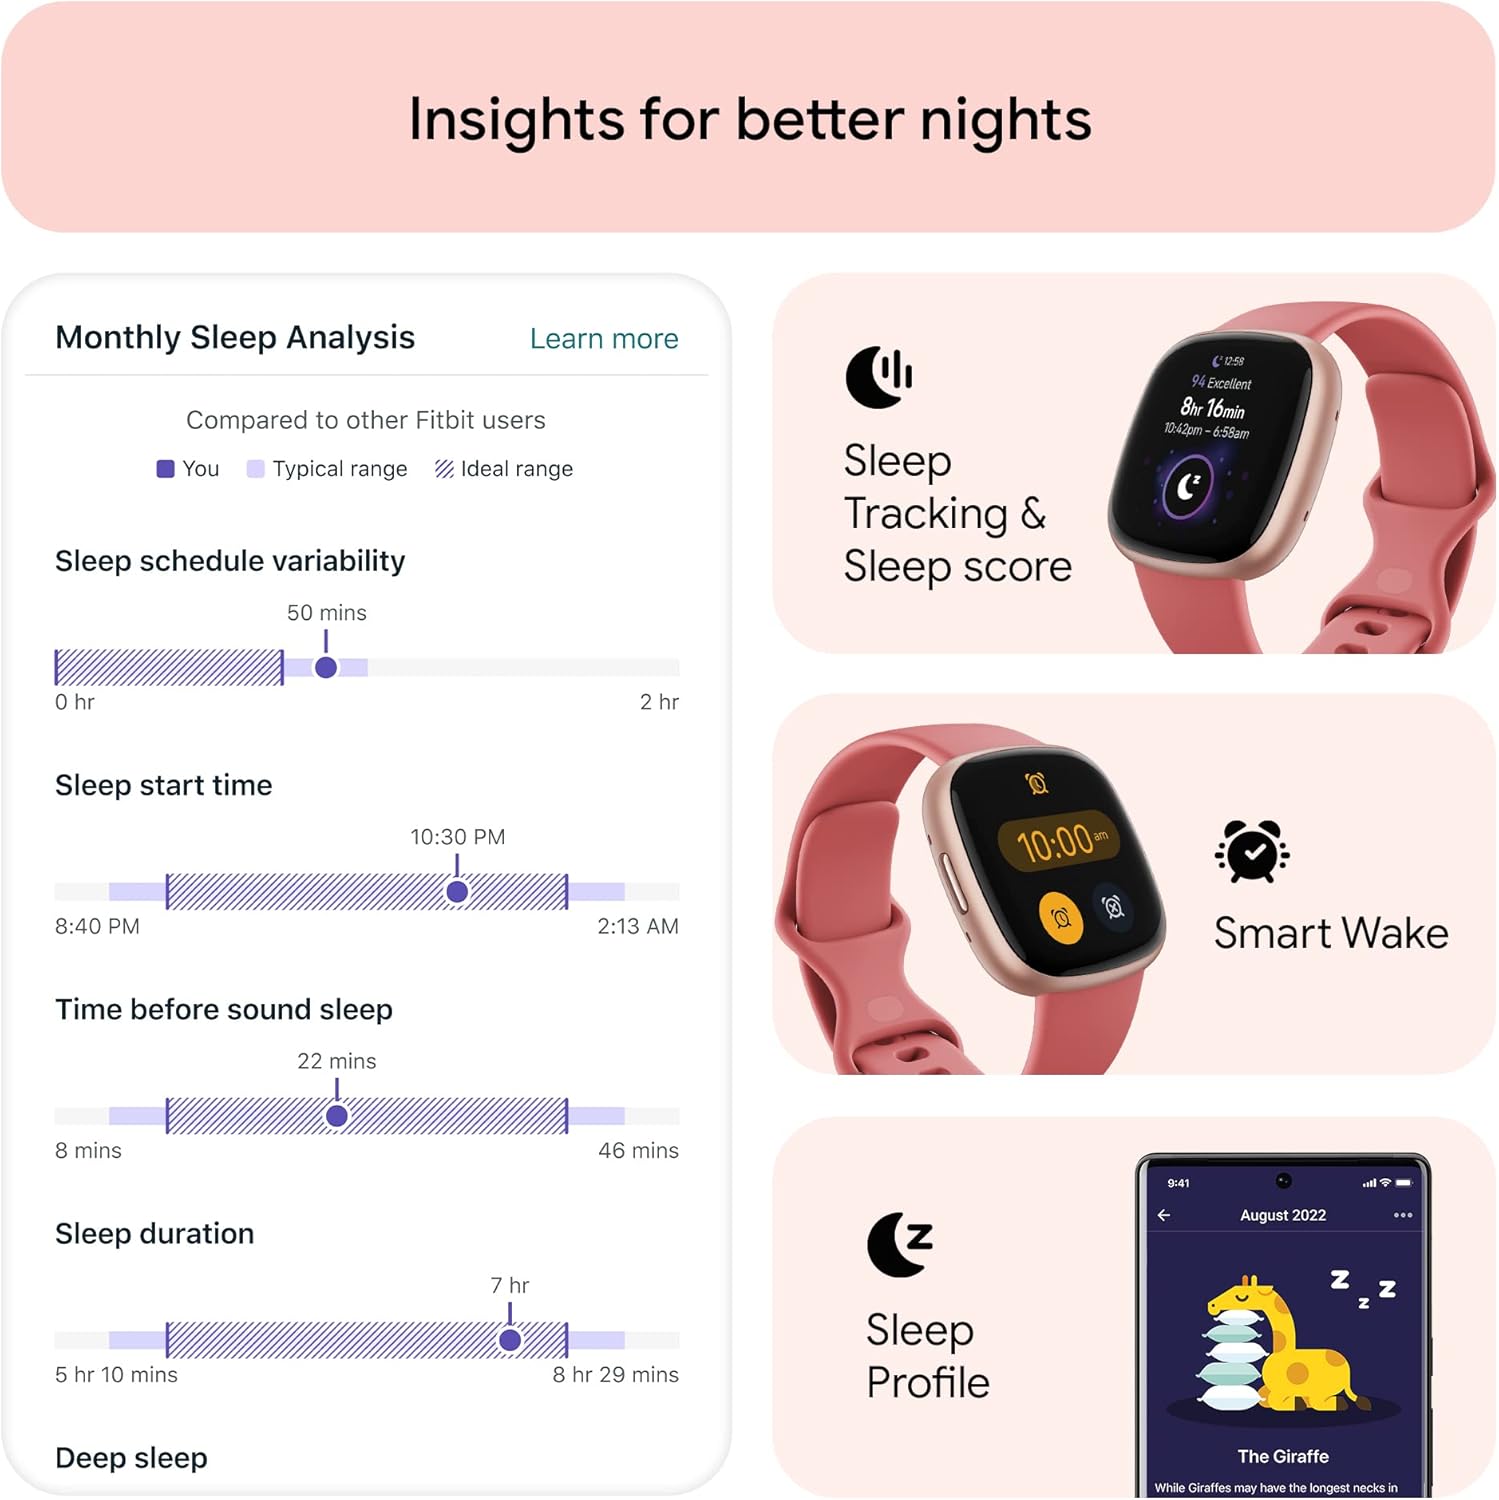 Insights for better nights
Monthly Sleep Analysis
Learn more
Compared to other Fitbit users
You
Typical range
Ideal range
Sleep schedule variability
50 mins
0 hr
2 hr
Sleep start time
10:30 PM
8:40 PM
2:13 AM
Time before sound sleep
22 mins
8 mins
46 mins
Sleep duration
7 hr
5 hr 10 mins
8 hr 29 mins
Deep sleep
Sleep
Tracking &
Sleep score
12:58
94 Excellent
8hr 16min
10:42pm – 6:58am
z
10:00am
Smart Wake
z
Sleep
Profile
9:41
August 2022
z z z
The Giraffe
While Giraffes may have the longest necks in